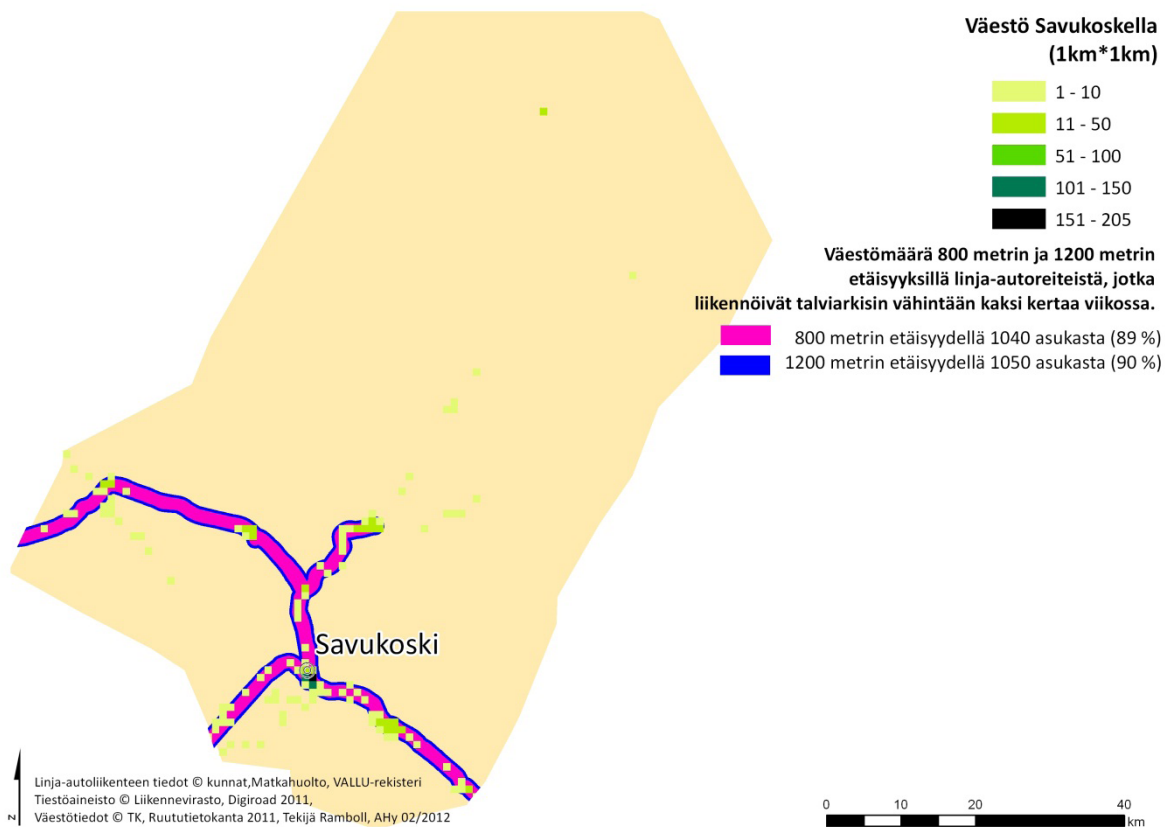 Väestö Savukoskella
(1km*1km)
1 - 10
11 - 50
51 - 100
101 - 150
151 - 205
Väestömäärä 800 metrin ja 1200 metrin
etäisyyksillä linja-autoreiteistä, jotka
liikennöivät talviarkisin vähintään kaksi kertaa viikossa.
800 metrin etäisyydellä 1040 asukasta (89 %)
1200 metrin etäisyydellä 1050 asukasta (90 %)
Savukoski
N
Linja-autoliikenteen tiedot © kunnat,Matkahuolto, VALLU-rekisteri
Tiestöaineisto © Liikennevirasto, Digiroad 2011,
Väestötiedot © TK, Ruututietokanta 2011, Tekijä Ramboll, AHy 02/2012
0 10 20 40
km